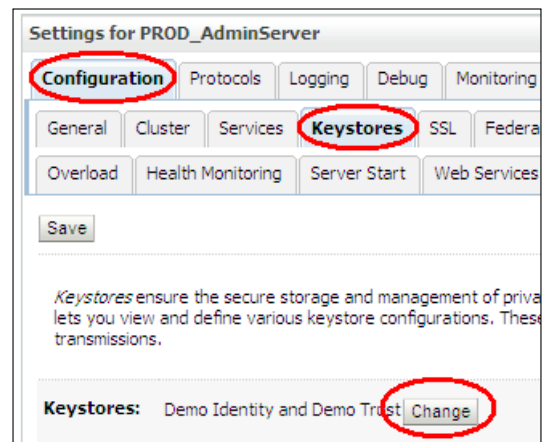 Settings for PROD_AdminServer
Configuration Protocols Logging Debug Monitoring
General Cluster Services Keystores SSL Federa
Overload Health Monitoring Server Start Web Services
Save
Keystores ensure the secure storage and management of priva
lets you view and define various keystore configurations. These
transmissions.
Keystores: Demo Identity and Demo Trust Change